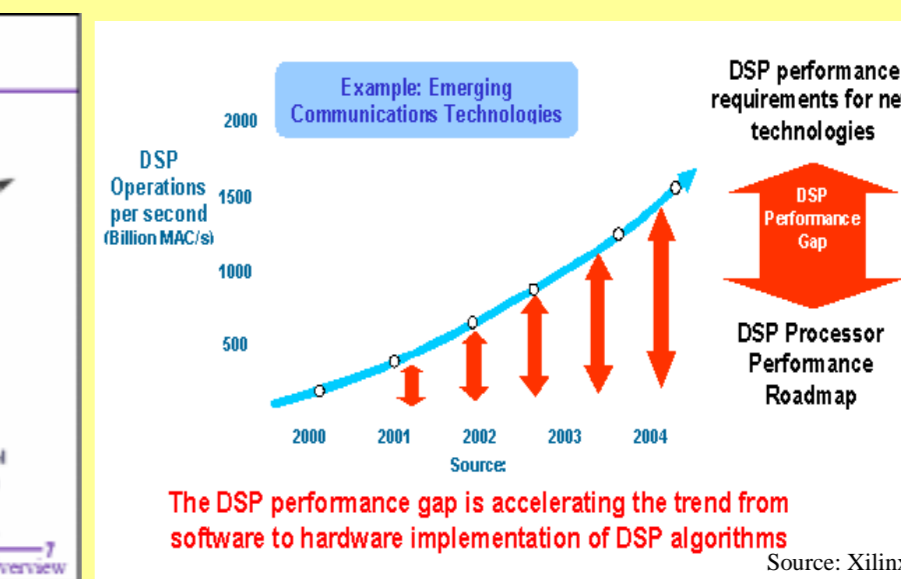 Example: Emerging
Communications Technologies
DSP performance
requirements for
technologies
DSP
Operations
per second
(Billion MAC/s)
2000
1500
1000
500
DSP
Performance
Gap
DSP Processor
Performance
Roadmap
2000 2001 2002 2003 2004
Source:
The DSP performance gap is accelerating the trend from
software to hardware implementation of DSP algorithms
Source: Xilinx
7